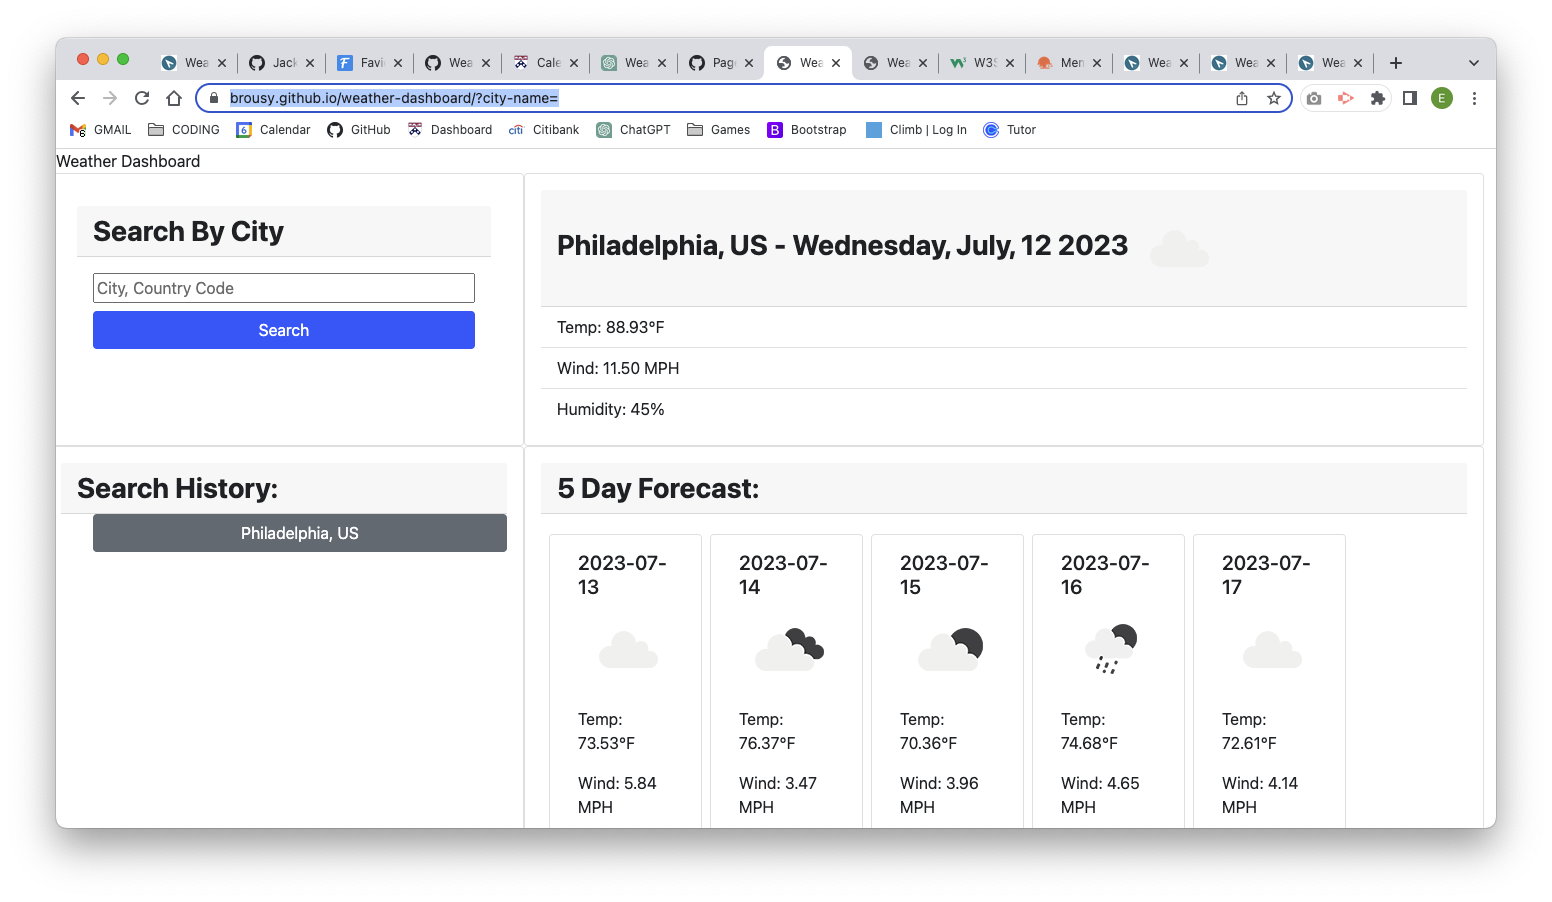 Wea
Jack
Favi
Wea
Cale
Wea
Page
Wea
Wea
W3S
Men
Wea
Wea
Wea
brousy.github.io/weather-dashboard/?city-name=
E
GMAIL
CODING
6
Calendar
GitHub
Dashboard
citi
Citibank
ChatGPT
Games
B
Bootstrap
Climb | Log In
Tutor
Weather Dashboard
Search By City
City, Country Code
Search
Philadelphia, US - Wednesday, July, 12 2023
Temp: 88.93°F
Wind: 11.50 MPH
Humidity: 45%
Search History:
Philadelphia, US
5 Day Forecast:
2023-07-
13
Temp:
73.53°F
Wind: 5.84
MPH
2023-07-
14
Temp:
76.37°F
Wind: 3.47
MPH
2023-07-
15
Temp:
70.36°F
Wind: 3.96
MPH
2023-07-
16
Temp:
74.68°F
Wind: 4.65
MPH
2023-07-
17
Temp:
72.61°F
Wind: 4.14
MPH